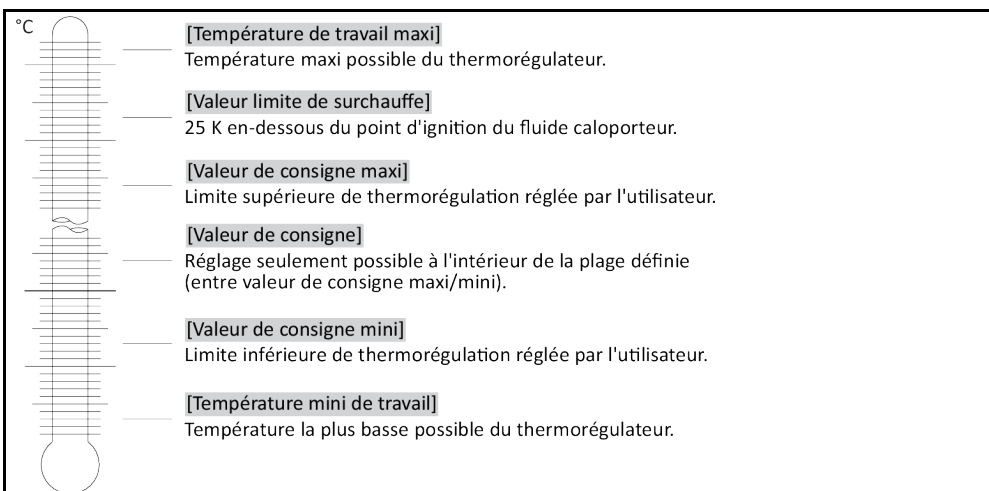 °C
[Température de travail maxi]
Température maxi possible du thermorégulateur.
[Valeur limite de surchauffe]
25 K en-dessous du point d'ignition du fluide caloporteur.
[Valeur de consigne maxi]
Limite supérieure de thermorégulation réglée par l'utilisateur.
[Valeur de consigne]
Réglage seulement possible à l'intérieur de la plage définie
(entre valeur de consigne maxi/mini).
[Valeur de consigne mini]
Limite inférieure de thermorégulation réglée par l'utilisateur.
[Température mini de travail]
Température la plus basse possible du thermorégulateur.